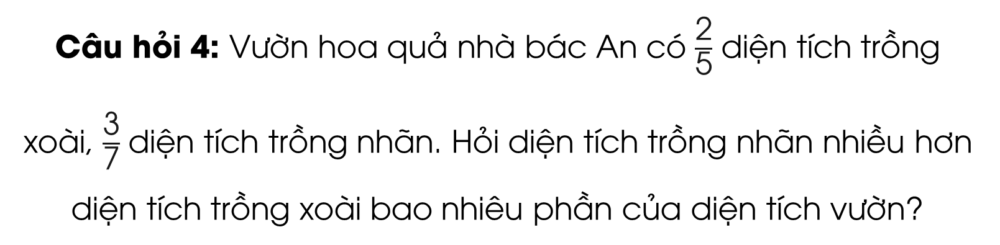 Câu hỏi 4: Vườn hoa quả nhà bác An có 2/5 diện tích trồng
xoài, 3/7 diện tích trồng nhãn. Hỏi diện tích trồng nhãn nhiều hơn
diện tích trồng xoài bao nhiêu phần của diện tích vườn?